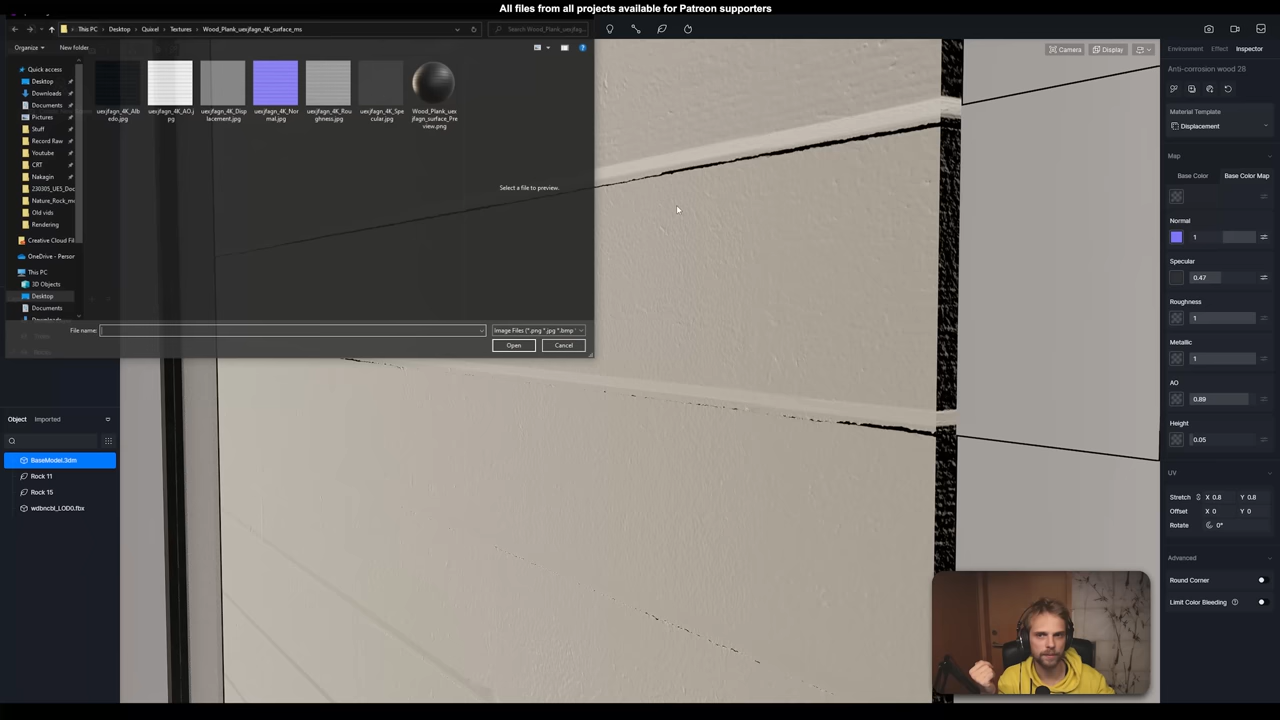 All files from all projects available for Patreon supporters
This PC
Desktop
Quixel
Textures
Wood_Plank_uexjfagn_4K_surface_ms
Search Wood_Plank_uexjfag...
Organize
New folder
Quick access
Desktop
Downloads
Documents
Pictures
Stuff
Record Raw
Youtube
CRT
Nakagin
230305_UE5_Doc
Nature_Rock_m
Old vids
Rendering
Creative Cloud Fil
OneDrive - Person
This PC
3D Objects
Desktop
Documents
uexjfagn_4K_Albedo.jpg
uexjfagn_4K_AO.jpg
uexjfagn_4K_Displacement.jpg
uexjfagn_4K_Normal.jpg
uexjfagn_4K_Roughness.jpg
uexjfagn_4K_Specular.jpg
Wood_Plank_uexjfagn_surface_Preview.png
Select a file to preview.
File name:
Image Files (*.png *.jpg *.bmp
Open
Cancel
Object
Imported
BaseModel.3dm
Rock 11
Rock 15
wdbncbl_LOD0.fbx
Camera
Display
Environment
Effect
Inspector
Anti-corrosion wood 28
Material Template
Displacement
Map
Base Color
Base Color Map
Normal
1
Specular
0.47
Roughness
1
Metallic
1
AO
0.89
Height
0.05
UV
Stretch
X 0.8
Y 0.8
Offset
X 0
Y 0
Rotate
0°
Advanced
Round Corner
Limit Color Bleeding